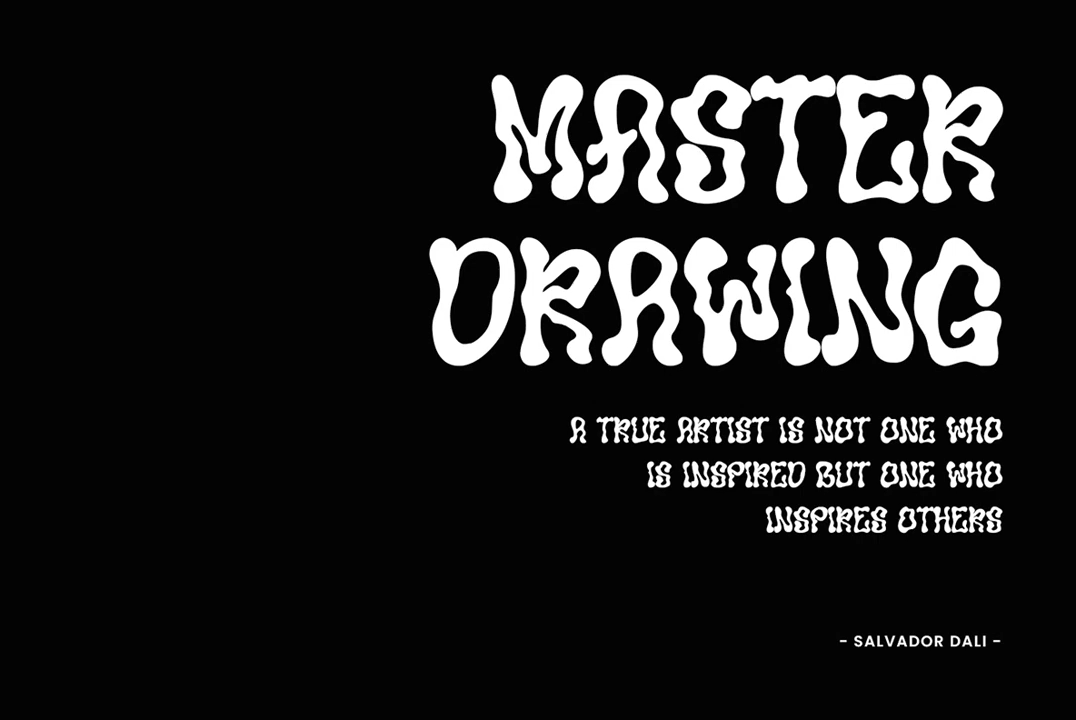 MASTER
DRAWING
A TRUE ARTIST IS NOT ONE WHO
IS INSPIRED BUT ONE WHO
INSPIRES OTHERS
- SALVADOR DALI -